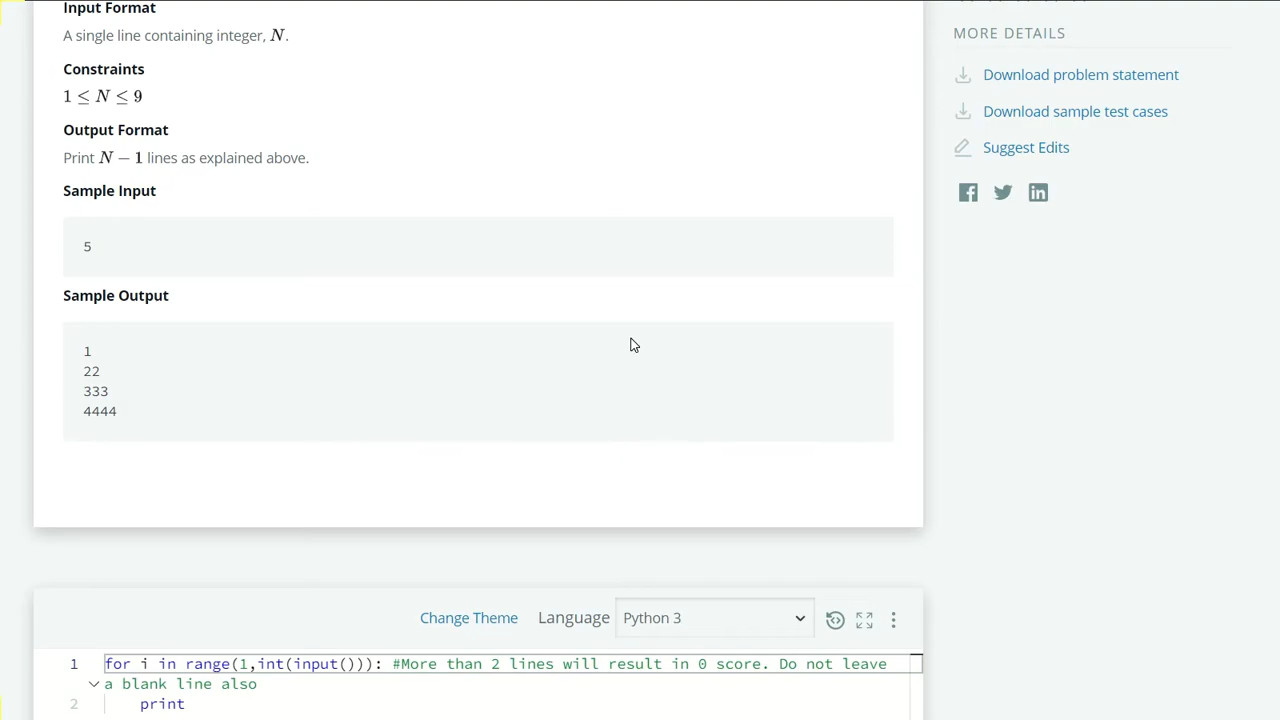 Input Format
A single line containing integer, N.
Constraints
1 ≤ N ≤ 9
Output Format
Print N − 1 lines as explained above.
Sample Input
5
Sample Output
1
22
333
4444
MORE DETAILS
Download problem statement
Download sample test cases
Suggest Edits
Change Theme Language Python 3
1 for i in range(1,int(input())): #More than 2 lines will result in 0 score. Do not leave
a blank line also
2 print